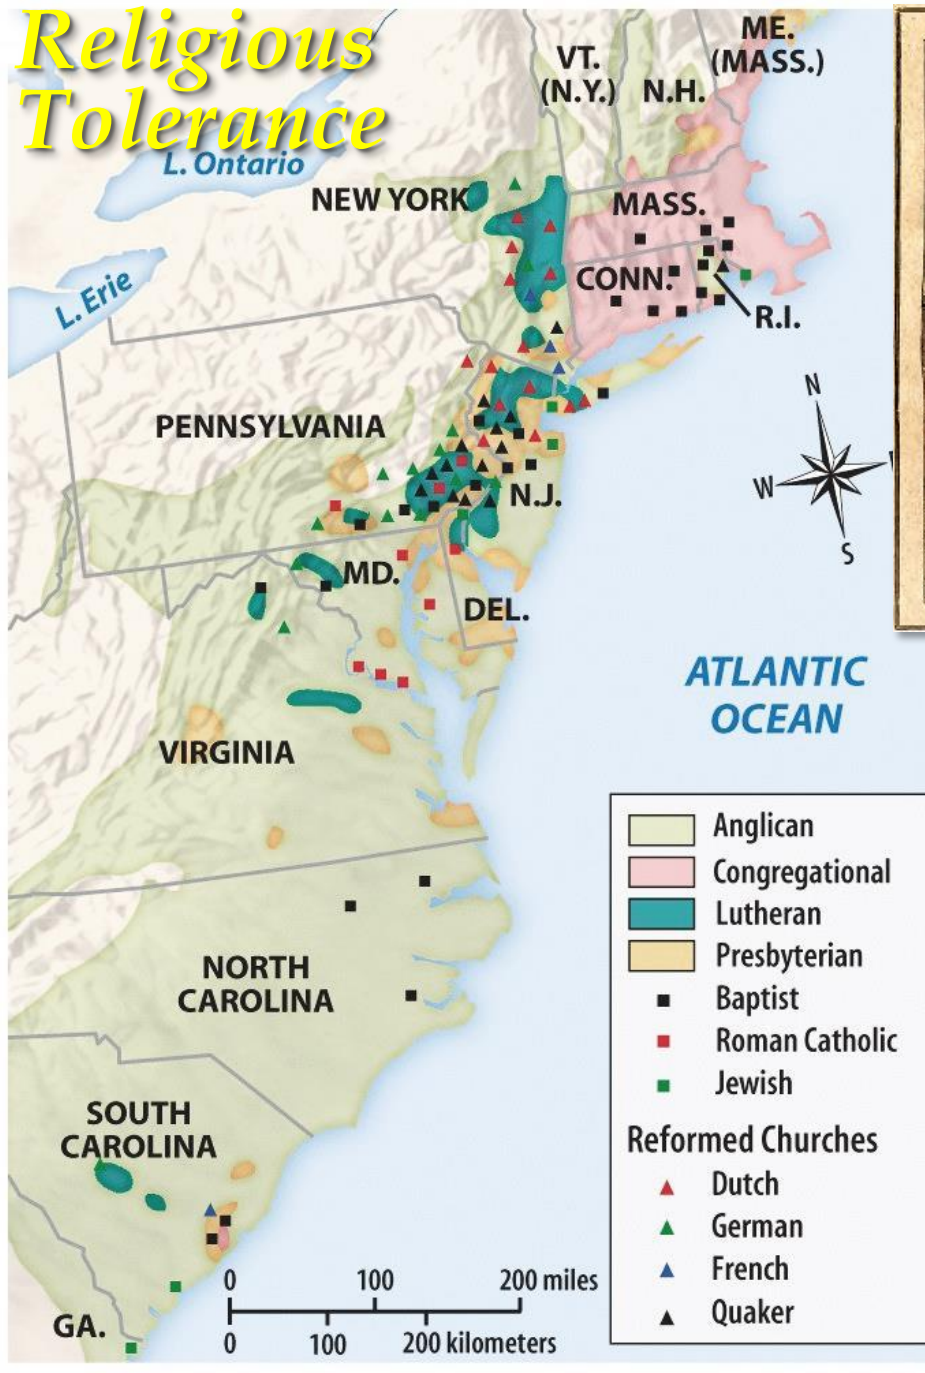 Religious
Tolerance
ME.
(MASS.)
VT.
(N.Y.)
N.H.
L. Ontario
NEW YORK
MASS.
L. Erie
CONN.
R.I.
PENNSYLVANIA
N
W
S
N.J.
MD.
DEL.
ATLANTIC
OCEAN
VIRGINIA
NORTH
CAROLINA
SOUTH
CAROLINA
GA.
Anglican
Congregational
Lutheran
Presbyterian
Baptist
Roman Catholic
Jewish
Reformed Churches
Dutch
German
French
Quaker
0 100 200 miles
0 100 200 kilometers